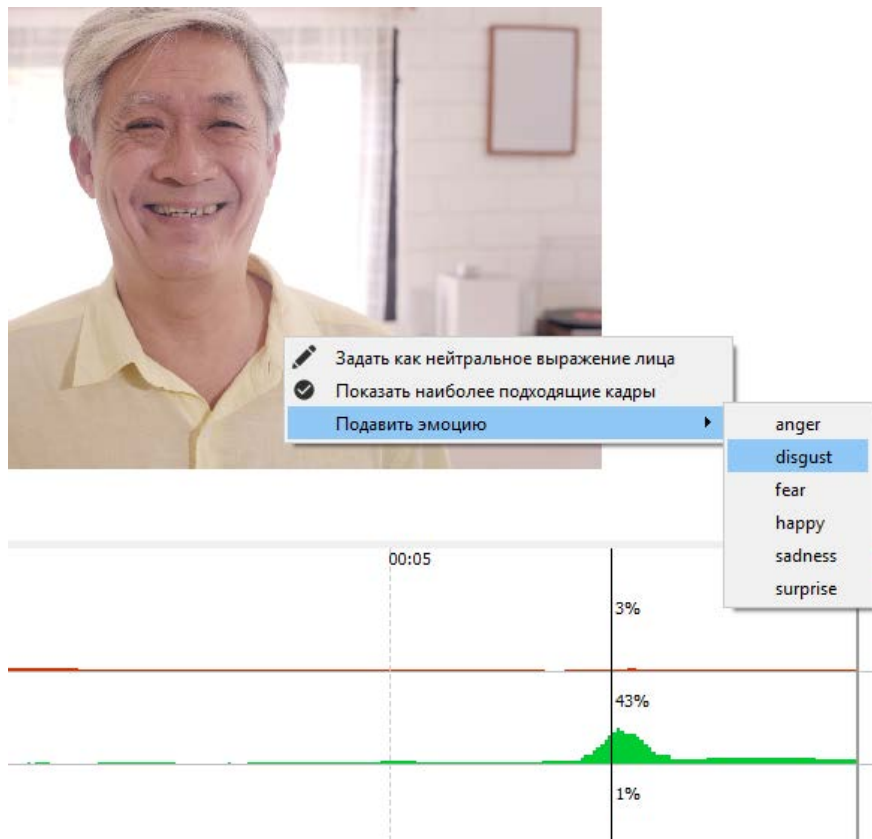 Задать как нейтральное выражение лица
Показать наиболее подходящие кадры
Подавить эмоцию
anger
disgust
fear
happy
sadness
surprise
00:05
3%
43%
1%